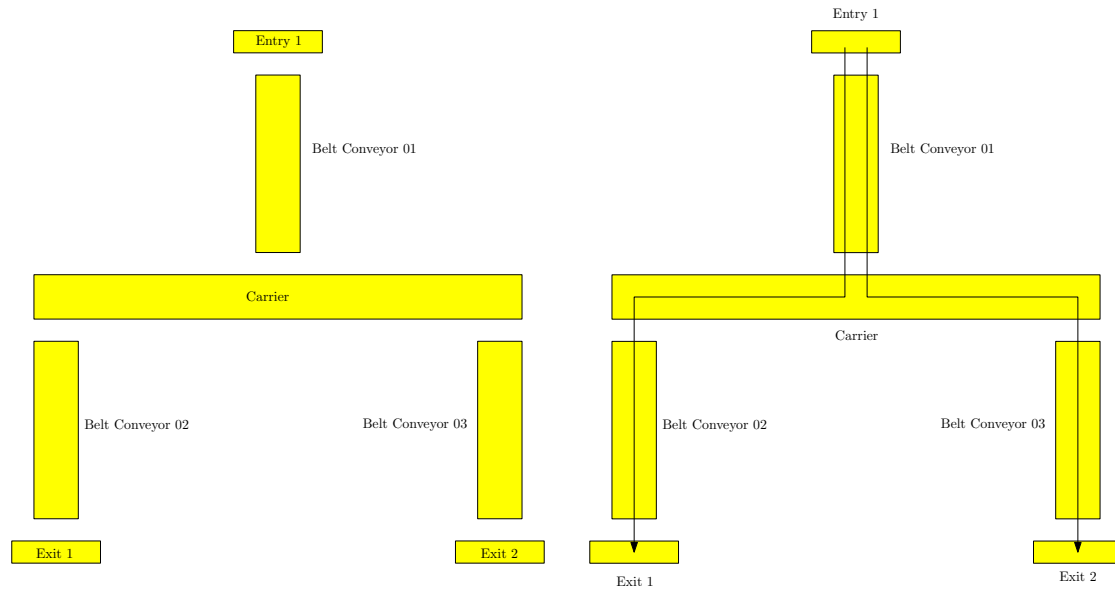 Entry 1
Belt Conveyor 01
Carrier
Belt Conveyor 02
Belt Conveyor 03
Exit 1
Exit 2
Entry 1
Belt Conveyor 01
Carrier
Belt Conveyor 02
Belt Conveyor 03
Exit 1
Exit 2